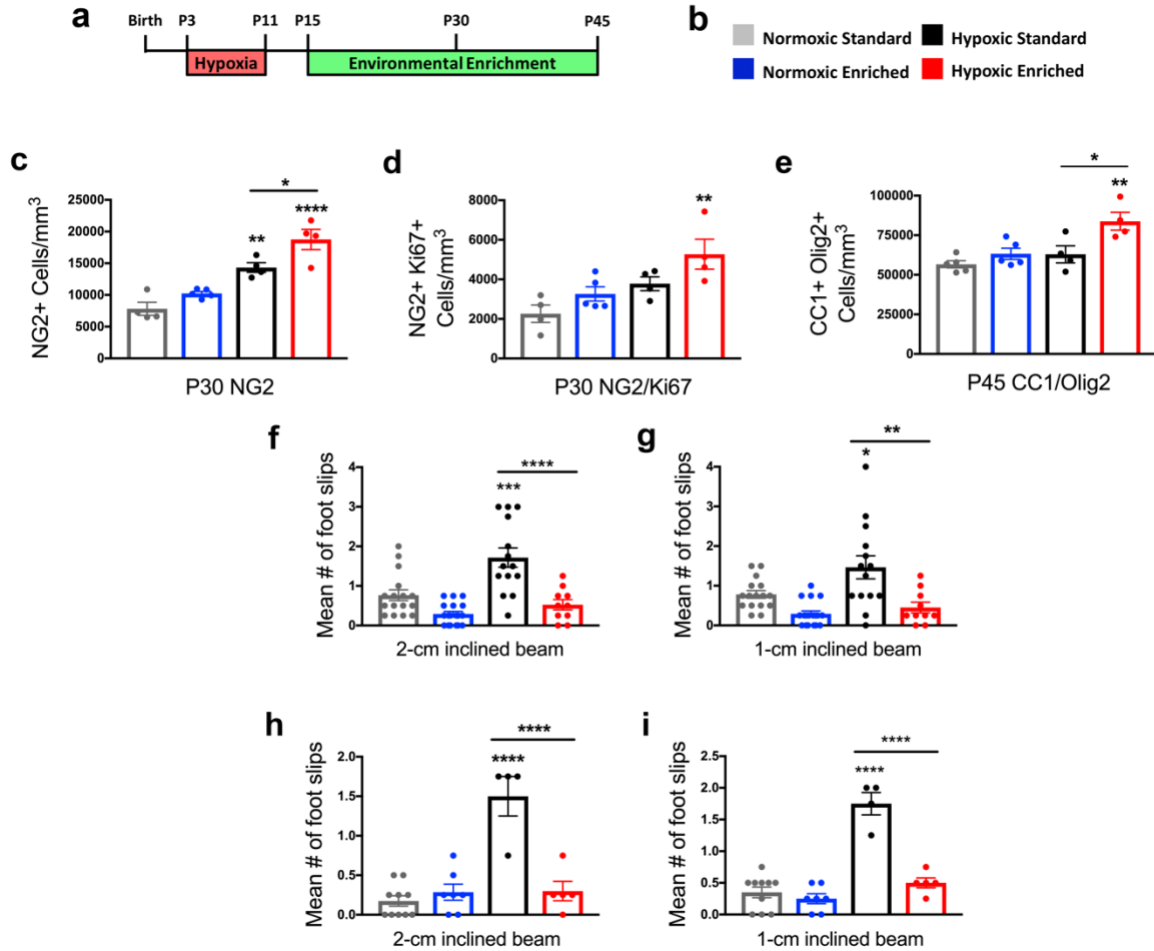 a
Birth P3 P11 P15 P30 P45
Hypoxia Environmental Enrichment
b
Normoxic Standard Hypoxic Standard
Normoxic Enriched Hypoxic Enriched
c
NG2+ Cells/mm³
25000
20000
15000
10000
5000
0
**
*
****
P30 NG2
d
NG2+ Ki67+
Cells/mm³
8000
6000
4000
2000
0
**
P30 NG2/Ki67
e
CC1+ Olig2+
Cells/mm³
100000
75000
50000
25000
0
*
**
P45 CC1/Olig2
f
Mean # of foot slips
4
3
2
1
0
****
***
2-cm inclined beam
g
Mean # of foot slips
4
3
2
1
0
**
*
1-cm inclined beam
h
Mean # of foot slips
2.0
1.5
1.0
0.5
0.0
****
****
2-cm inclined beam
i
Mean # of foot slips
2.5
2.0
1.5
1.0
0.5
0.0
****
****
1-cm inclined beam